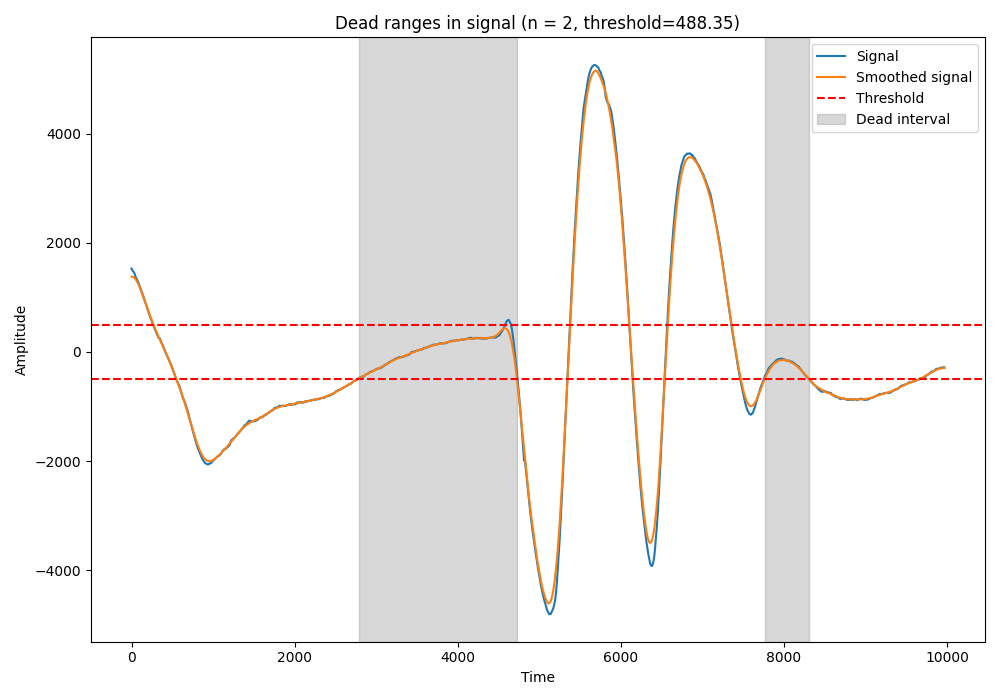 Dead ranges in signal (n = 2, threshold=488.35)
Signal
Smoothed signal
Threshold
Dead interval
Amplitude
4000
2000
0
−2000
−4000
0
2000
4000
6000
8000
10000
Time